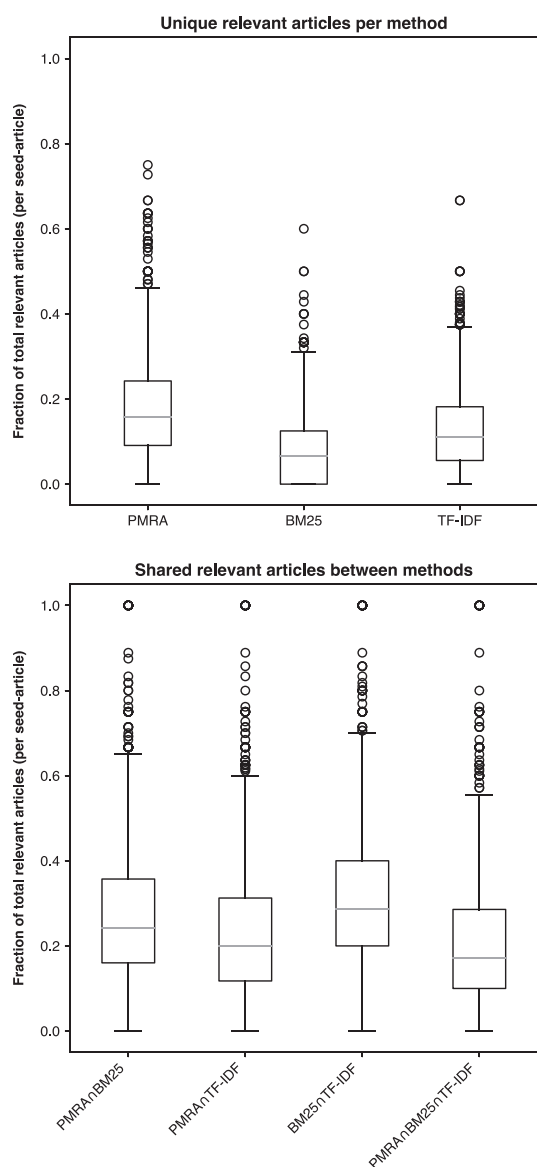 Unique relevant articles per method
Fraction of total relevant articles (per seed-article)
1.0
0.8
0.6
0.4
0.2
0.0
PMRA
BM25
TF-IDF
Shared relevant articles between methods
Fraction of total relevant articles (per seed-article)
1.0
0.8
0.6
0.4
0.2
0.0
PMRA∩BM25
PMRA∩TF-IDF
BM25∩TF-IDF
PMRA∩BM25∩TF-IDF